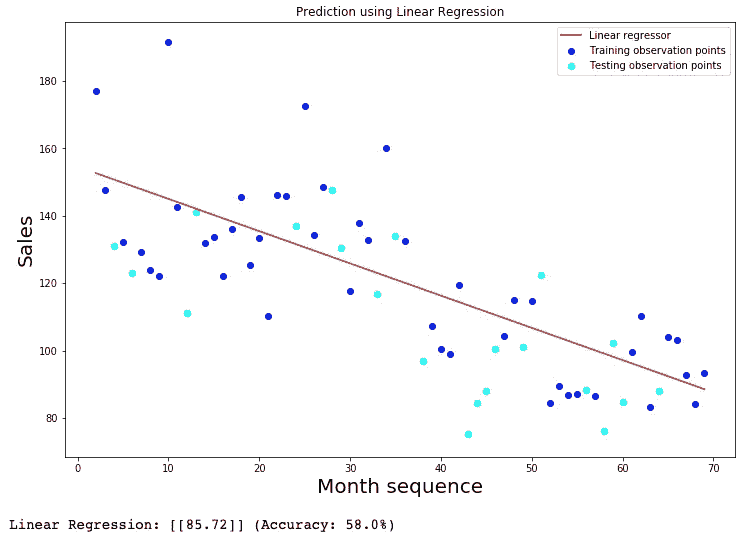 Prediction using Linear Regression
Linear regressor
Training observation points
Testing observation points
180
160
140
120
100
80
Sales
0 10 20 30 40 50 60 70
Month sequence
Linear Regression: [[85.72]] (Accuracy: 58.0%)